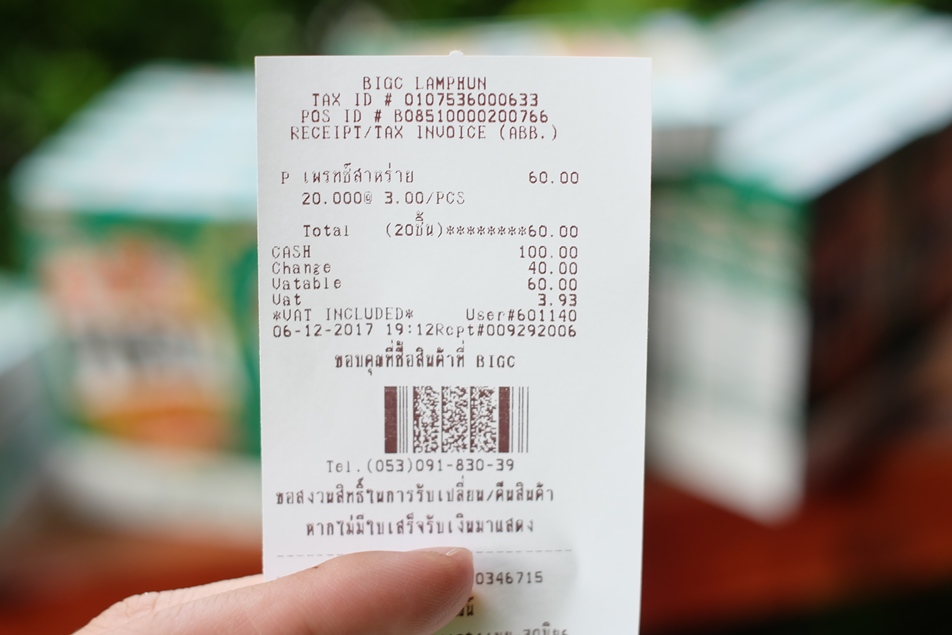 BIGC LAMPHUN
TAX ID # 0107536000633
POS ID # B08510000200766
RECEIPT/TAX INVOICE (ABB.)
P เพรทซ์สาหร่าย 60.00
20.000@ 3.00/PCS
Total (20ชิ้น)********60.00
CASH 100.00
Change 40.00
Vatable 60.00
Vat 3.93
*VAT INCLUDED* User#601140
06-12-2017 19:12Rcpt#009292006
ขอบคุณที่ซื้อสินค้าที่ BIGC
Tel.(053)091-830-39
ขอสงวนสิทธิ์ในการรับเปลี่ยน/คืนสินค้า
หากไม่มีใบเสร็จรับเงินมาแสดง
0346715